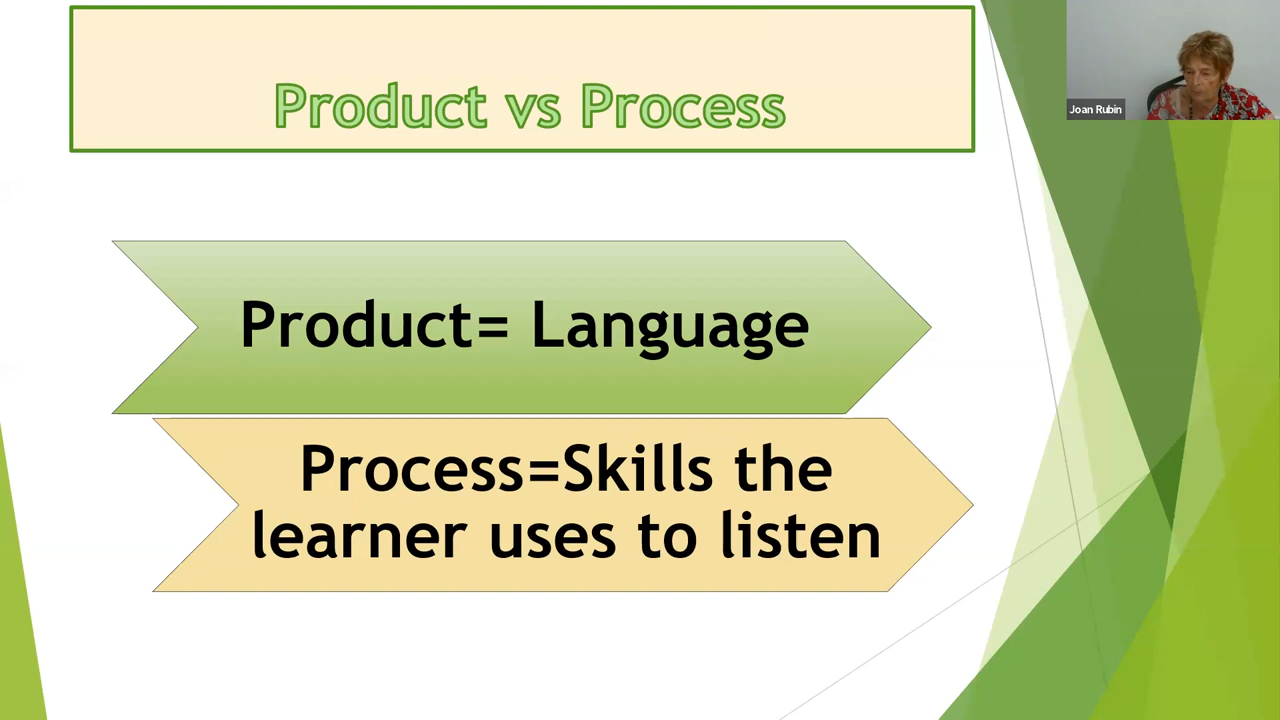 Product vs Process
Joan Rubin
Product= Language
Process=Skills the
learner uses to listen